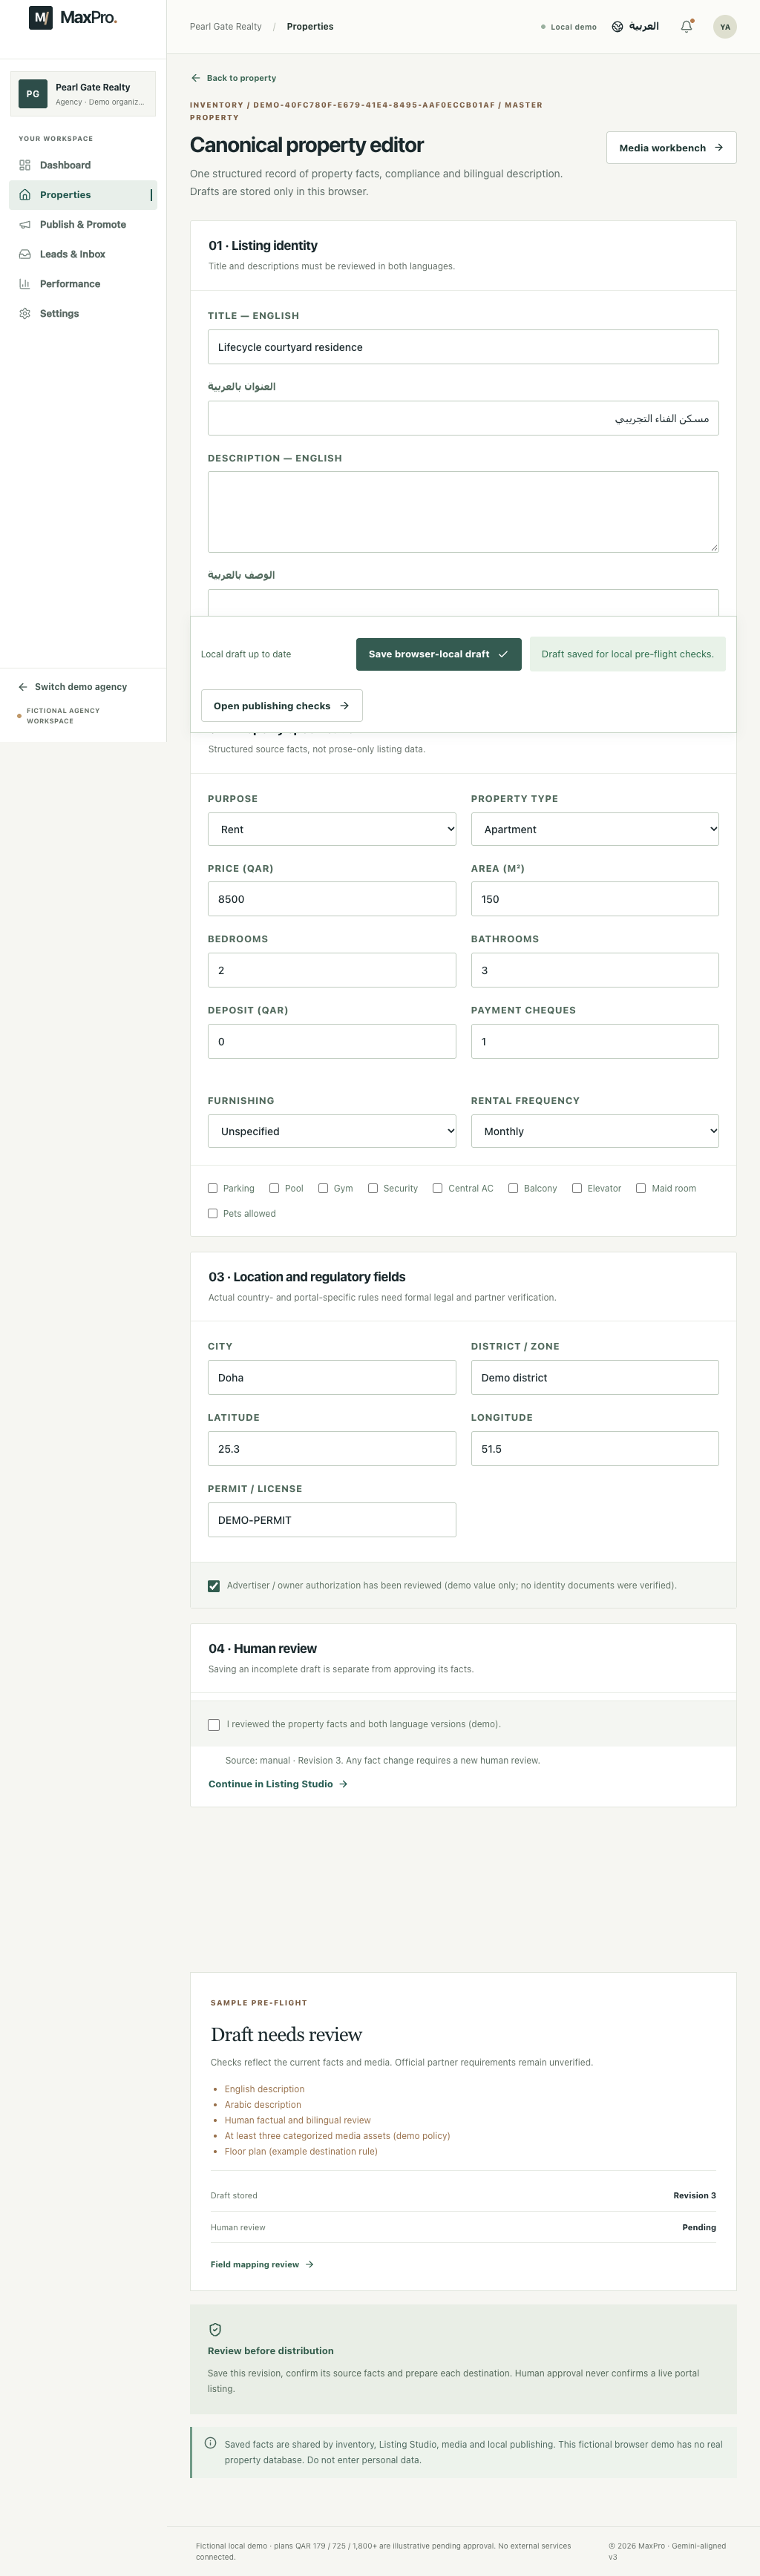 M/ MaxPro.
PG
Pearl Gate Realty
Agency · Demo organiz...
YOUR WORKSPACE
Dashboard
Properties
Publish & Promote
Leads & Inbox
Performance
Settings
Switch demo agency
FICTIONAL AGENCY
WORKSPACE
Pearl Gate Realty / Properties
Local demo
العربية
YA
Back to property
INVENTORY / DEMO-40FC780F-E679-41E4-8495-AAF0ECCB01AF / MASTER
PROPERTY
Canonical property editor
Media workbench
One structured record of property facts, compliance and bilingual description.
Drafts are stored only in this browser.
01 · Listing identity
Title and descriptions must be reviewed in both languages.
TITLE — ENGLISH
Lifecycle courtyard residence
العنوان بالعربية
مسكن الفناء التجريبي
DESCRIPTION — ENGLISH
الوصف بالعربية
Local draft up to date
Save browser-local draft
Draft saved for local pre-flight checks.
Open publishing checks
Structured source facts, not prose-only listing data.
PURPOSE
PROPERTY TYPE
Rent
Apartment
PRICE (QAR)
AREA (M²)
8500
150
BEDROOMS
BATHROOMS
2
3
DEPOSIT (QAR)
PAYMENT CHEQUES
0
1
FURNISHING
RENTAL FREQUENCY
Unspecified
Monthly
Parking Pool Gym Security Central AC Balcony Elevator Maid room
Pets allowed
03 · Location and regulatory fields
Actual country- and portal-specific rules need formal legal and partner verification.
CITY
DISTRICT / ZONE
Doha
Demo district
LATITUDE
LONGITUDE
25.3
51.5
PERMIT / LICENSE
DEMO-PERMIT
Advertiser / owner authorization has been reviewed (demo value only; no identity documents were verified).
04 · Human review
Saving an incomplete draft is separate from approving its facts.
I reviewed the property facts and both language versions (demo).
Source: manual · Revision 3. Any fact change requires a new human review.
Continue in Listing Studio
SAMPLE PRE-FLIGHT
Draft needs review
Checks reflect the current facts and media. Official partner requirements remain unverified.
English description
Arabic description
Human factual and bilingual review
At least three categorized media assets (demo policy)
Floor plan (example destination rule)
Draft stored
Revision 3
Human review
Pending
Field mapping review
Review before distribution
Save this revision, confirm its source facts and prepare each destination. Human approval never confirms a live portal
listing.
Saved facts are shared by inventory, Listing Studio, media and local publishing. This fictional browser demo has no real
property database. Do not enter personal data.
Fictional local demo · plans QAR 179 / 725 / 1,800+ are illustrative pending approval. No external services
connected.
© 2026 MaxPro · Gemini-aligned
v3